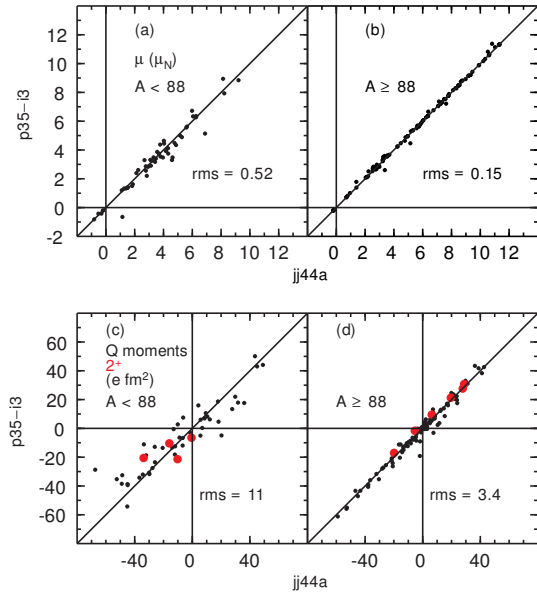 14
12
10
8
6
4
2
0
-2
p35-i3
(a)
μ (μN)
A < 88
rms = 0.52
(b)
A ≥ 88
rms = 0.15
0 2 4 6 8 10 12
0 2 4 6 8 10 12
jj44a
80
60
40
20
0
-20
-40
-60
p35-i3
(c)
Q moments
2+
(e fm²)
A < 88
rms = 11
(d)
A ≥ 88
rms = 3.4
-40 0 40
-40 0 40
jj44a